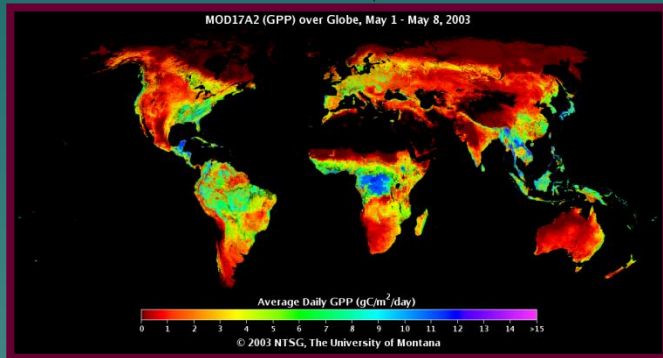 MOD17A2 (GPP) over Globe, May 1 - May 8, 2003
Average Daily GPP (gC/m²/day)
0 1 2 3 4 5 6 7 8 9 10 11 12 13 14 >15
© 2003 NTSG, The University of Montana